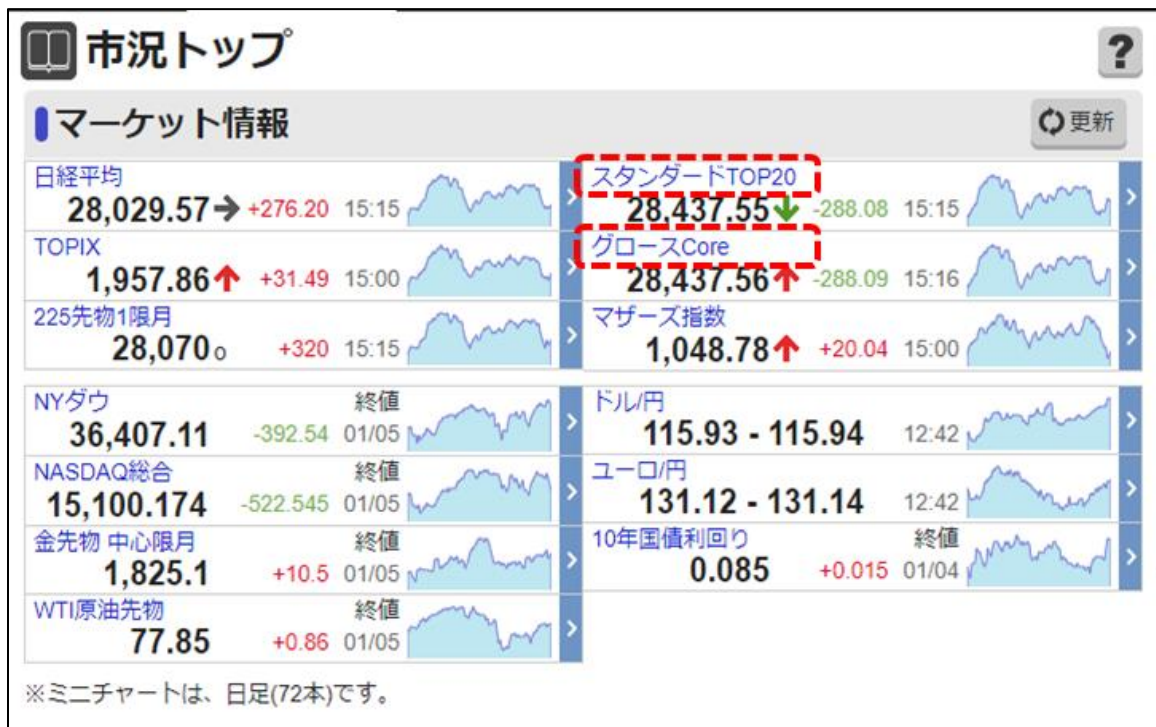 市況トップ
?
マーケット情報
更新
日経平均
28,029.57 → +276.20 15:15
TOPIX
1,957.86 ↑ +31.49 15:00
225先物1限月
28,070 o +320 15:15
スタンダードTOP20
28,437.55 ↓ -288.08 15:15
グロースCore
28,437.56 ↑ -288.09 15:16
マザーズ指数
1,048.78 ↑ +20.04 15:00
NYダウ 終値
36,407.11 -392.54 01/05
NASDAQ総合 終値
15,100.174 -522.545 01/05
金先物 中心限月 終値
1,825.1 +10.5 01/05
WTI原油先物 終値
77.85 +0.86 01/05
ドル/円
115.93 - 115.94 12:42
ユーロ/円
131.12 - 131.14 12:42
10年国債利回り 終値
0.085 +0.015 01/04
※ミニチャートは、日足(72本)です。